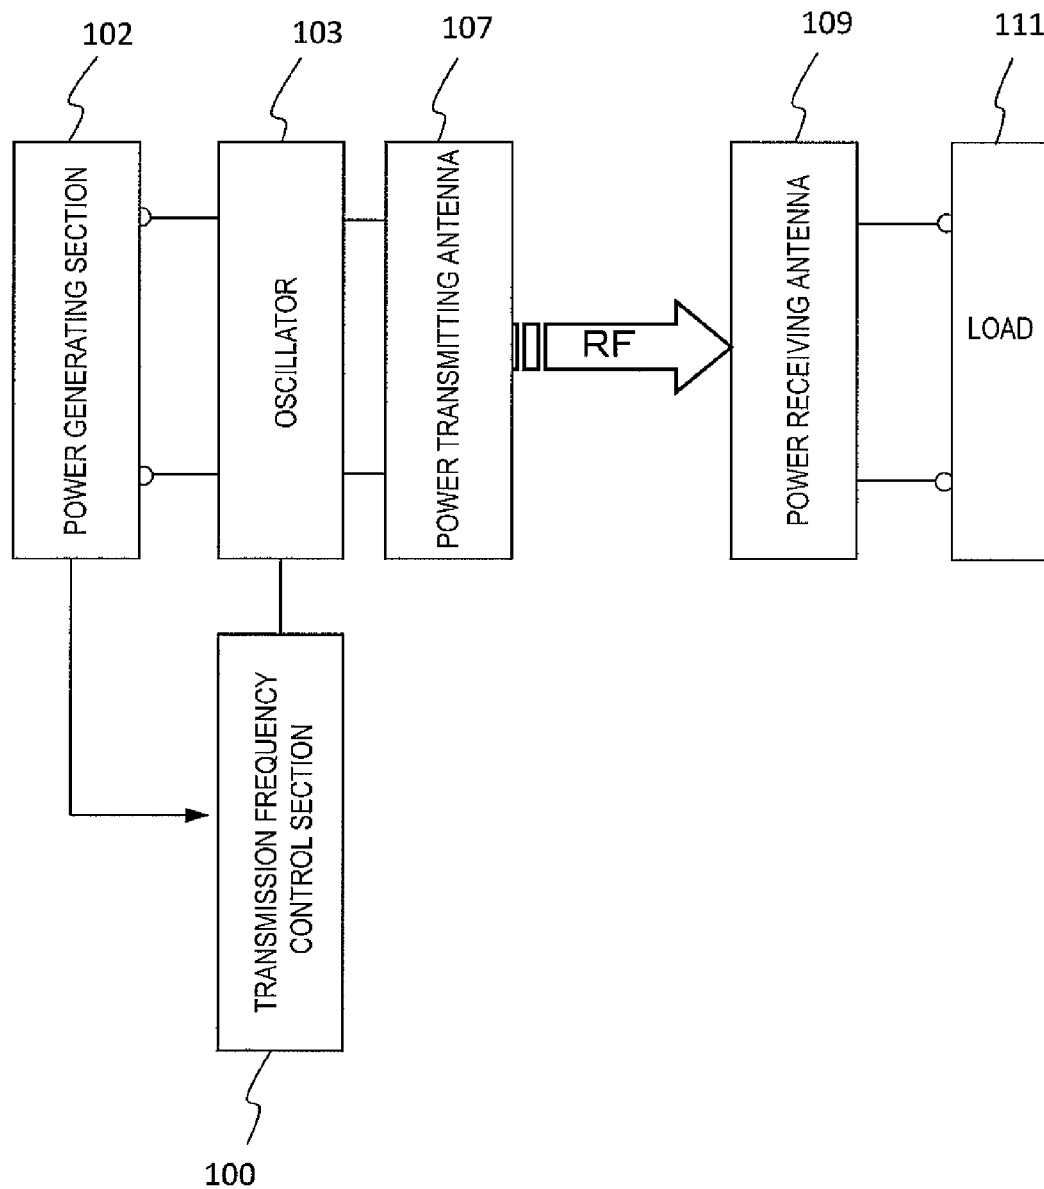 102
103
107
109
111
POWER GENERATING SECTION
OSCILLATOR
POWER TRANSMITTING ANTENNA
RF
POWER RECEIVING ANTENNA
LOAD
TRANSMISSION FREQUENCY
CONTROL SECTION
100